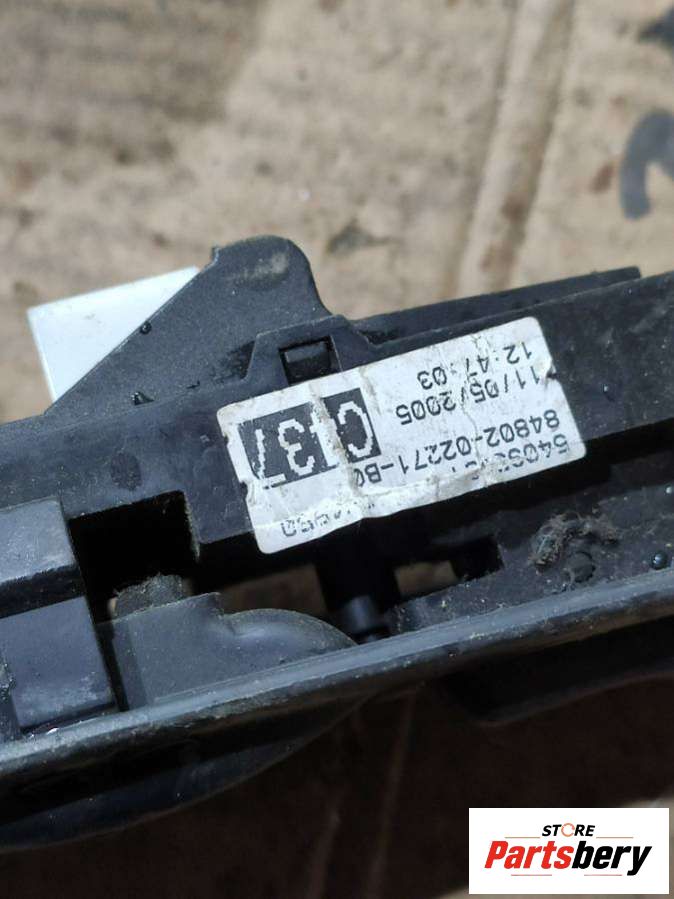 12:47:03
11/05/2005
C137
84802-02271-B0
STORE
Partsbery